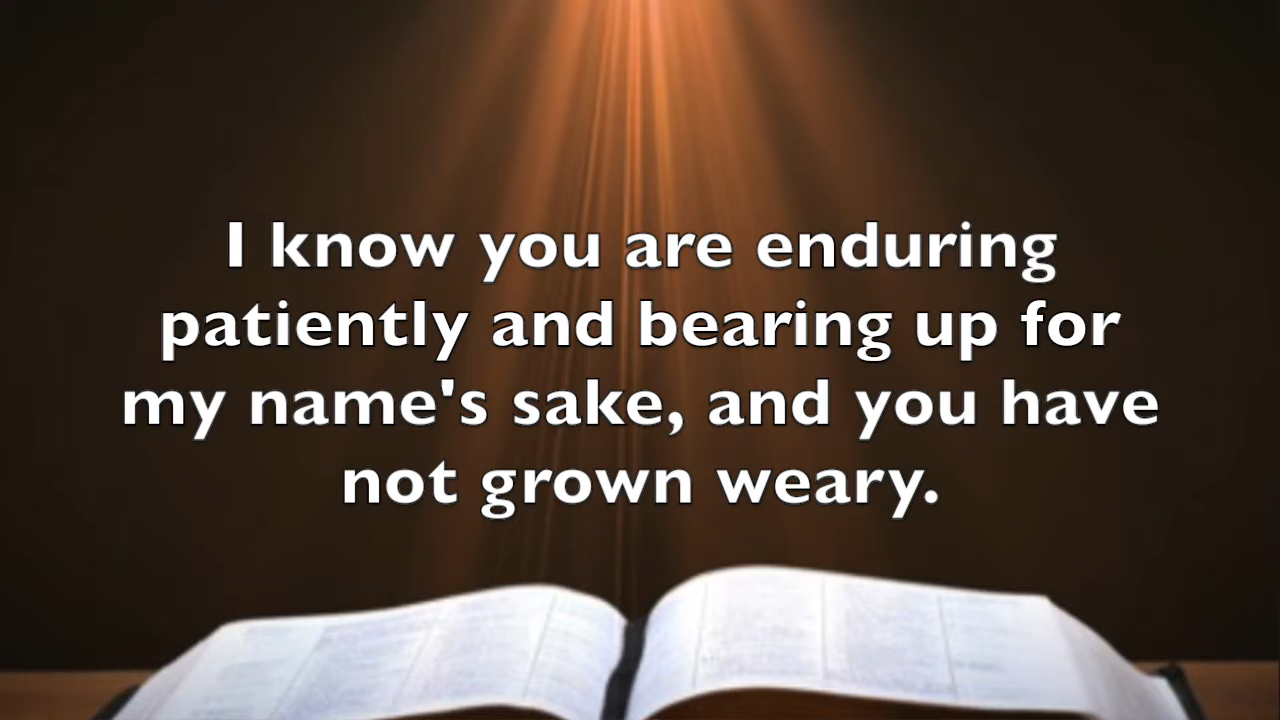 I know you are enduring
patiently and bearing up for
my name's sake, and you have
not grown weary.